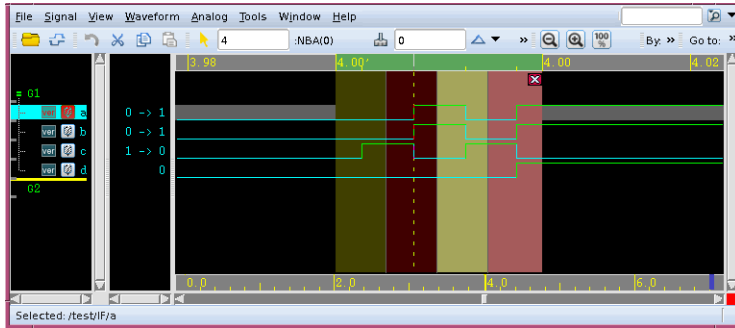 File Signal View Waveform Analog Tools Window Help
4 :NBA(0) 0 » 100% By: » Go to: »
3.98 4.00' 4.00 4.02
G1
ver a 0 -> 1
ver b 0 -> 1
ver c 1 -> 0
ver d 0
G2
0.0 2.0 4.0 6.0
Selected: /test/IF/a